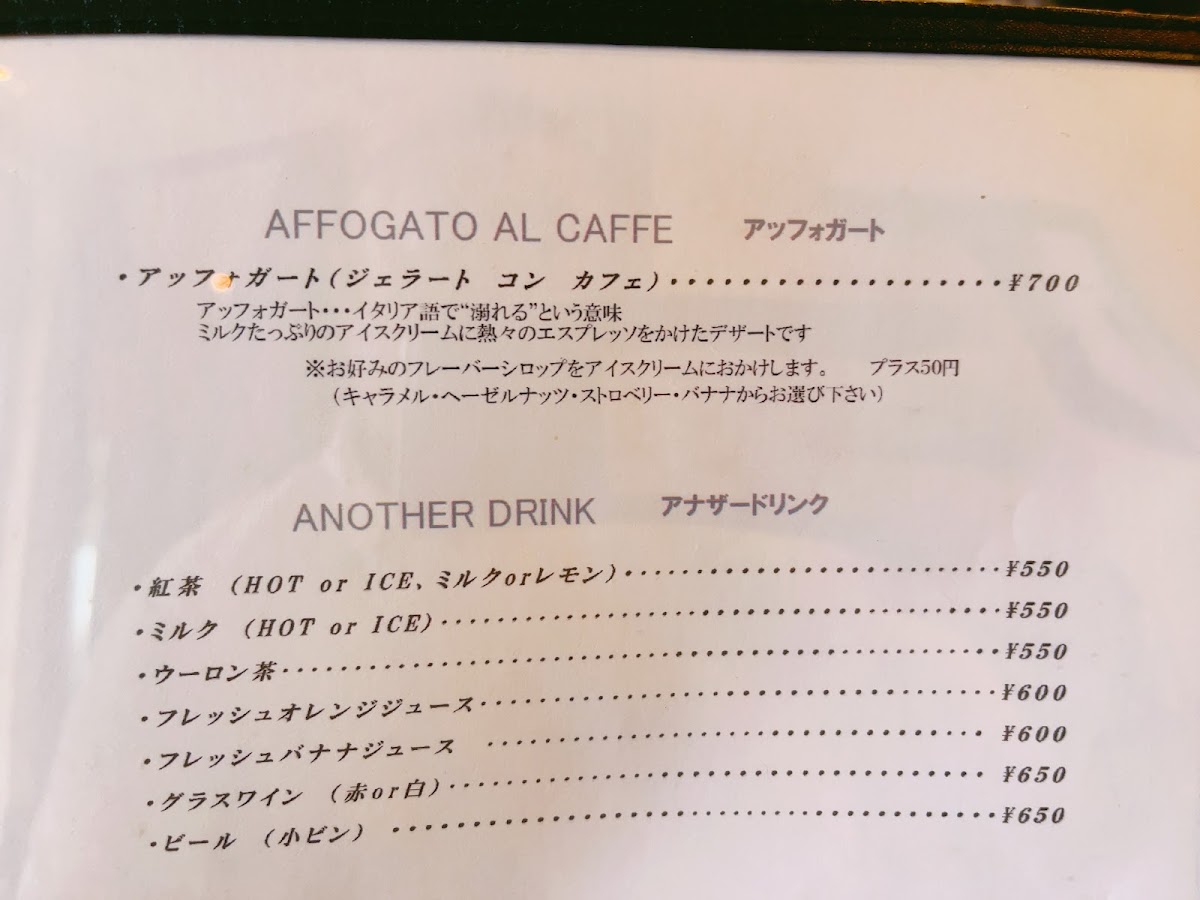 AFFOGATO AL CAFFE アッフォガート
・アッフォガート(ジェラート コン カフェ)・・・・・・・・・・・・・・・・・・・¥700
アッフォガート・・・イタリア語で“溺れる”という意味
ミルクたっぷりのアイスクリームに熱々のエスプレッソをかけたデザートです
※お好みのフレーバーシロップをアイスクリームにおかけします。 プラス50円
(キャラメル・ヘーゼルナッツ・ストロベリー・バナナからお選び下さい)
ANOTHER DRINK アナザードリンク
・紅茶 (HOT or ICE、ミルクorレモン)・・・・・・・・・・・・・・・・・・・・・¥550
・ミルク (HOT or ICE)・・・・・・・・・・・・・・・・・・・・・・・・・・・・・・・¥550
・ウーロン茶・・・・・・・・・・・・・・・・・・・・・・・・・・・・・・・・・・・・・・・・¥550
・フレッシュオレンジジュース・・・・・・・・・・・・・・・・・・・・・・・・・・・・・¥600
・フレッシュバナナジュース ・・・・・・・・・・・・・・・・・・・・・・・・・・・・ ¥600
・グラスワイン (赤or白)・・・・・・・・・・・・・・・・・・・・・・・・・・・・・・ ¥650
・ビール (小ビン) ・・・・・・・・・・・・・・・・・・・・・・・・・・・・・・・・・・¥650